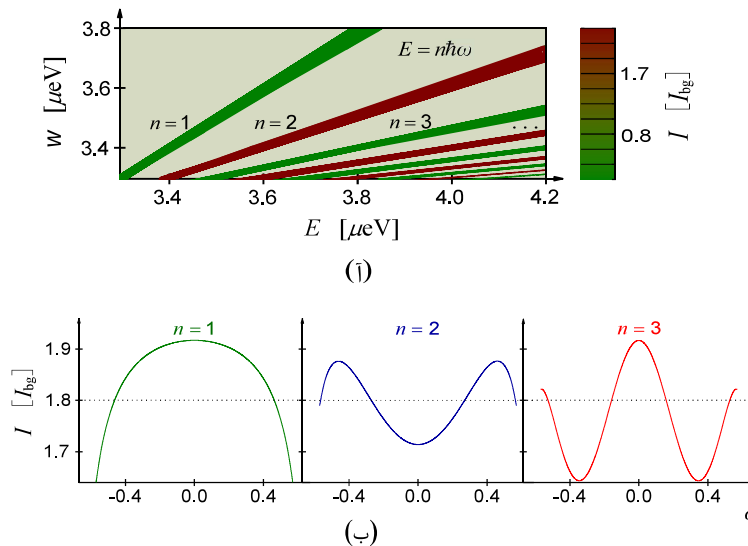 3.8
3.6
3.4
W [μeV]
E = nħω
n = 1
n = 2
n = 3
...
3.4 3.6 3.8 4.0 4.2
E [μeV]
1.7
0.8
I [I_bg]
(آ)
n = 1
n = 2
n = 3
1.9
1.8
1.7
I [I_bg]
-0.4 0.0 0.4
-0.4 0.0 0.4
-0.4 0.0 0.4
(ب)